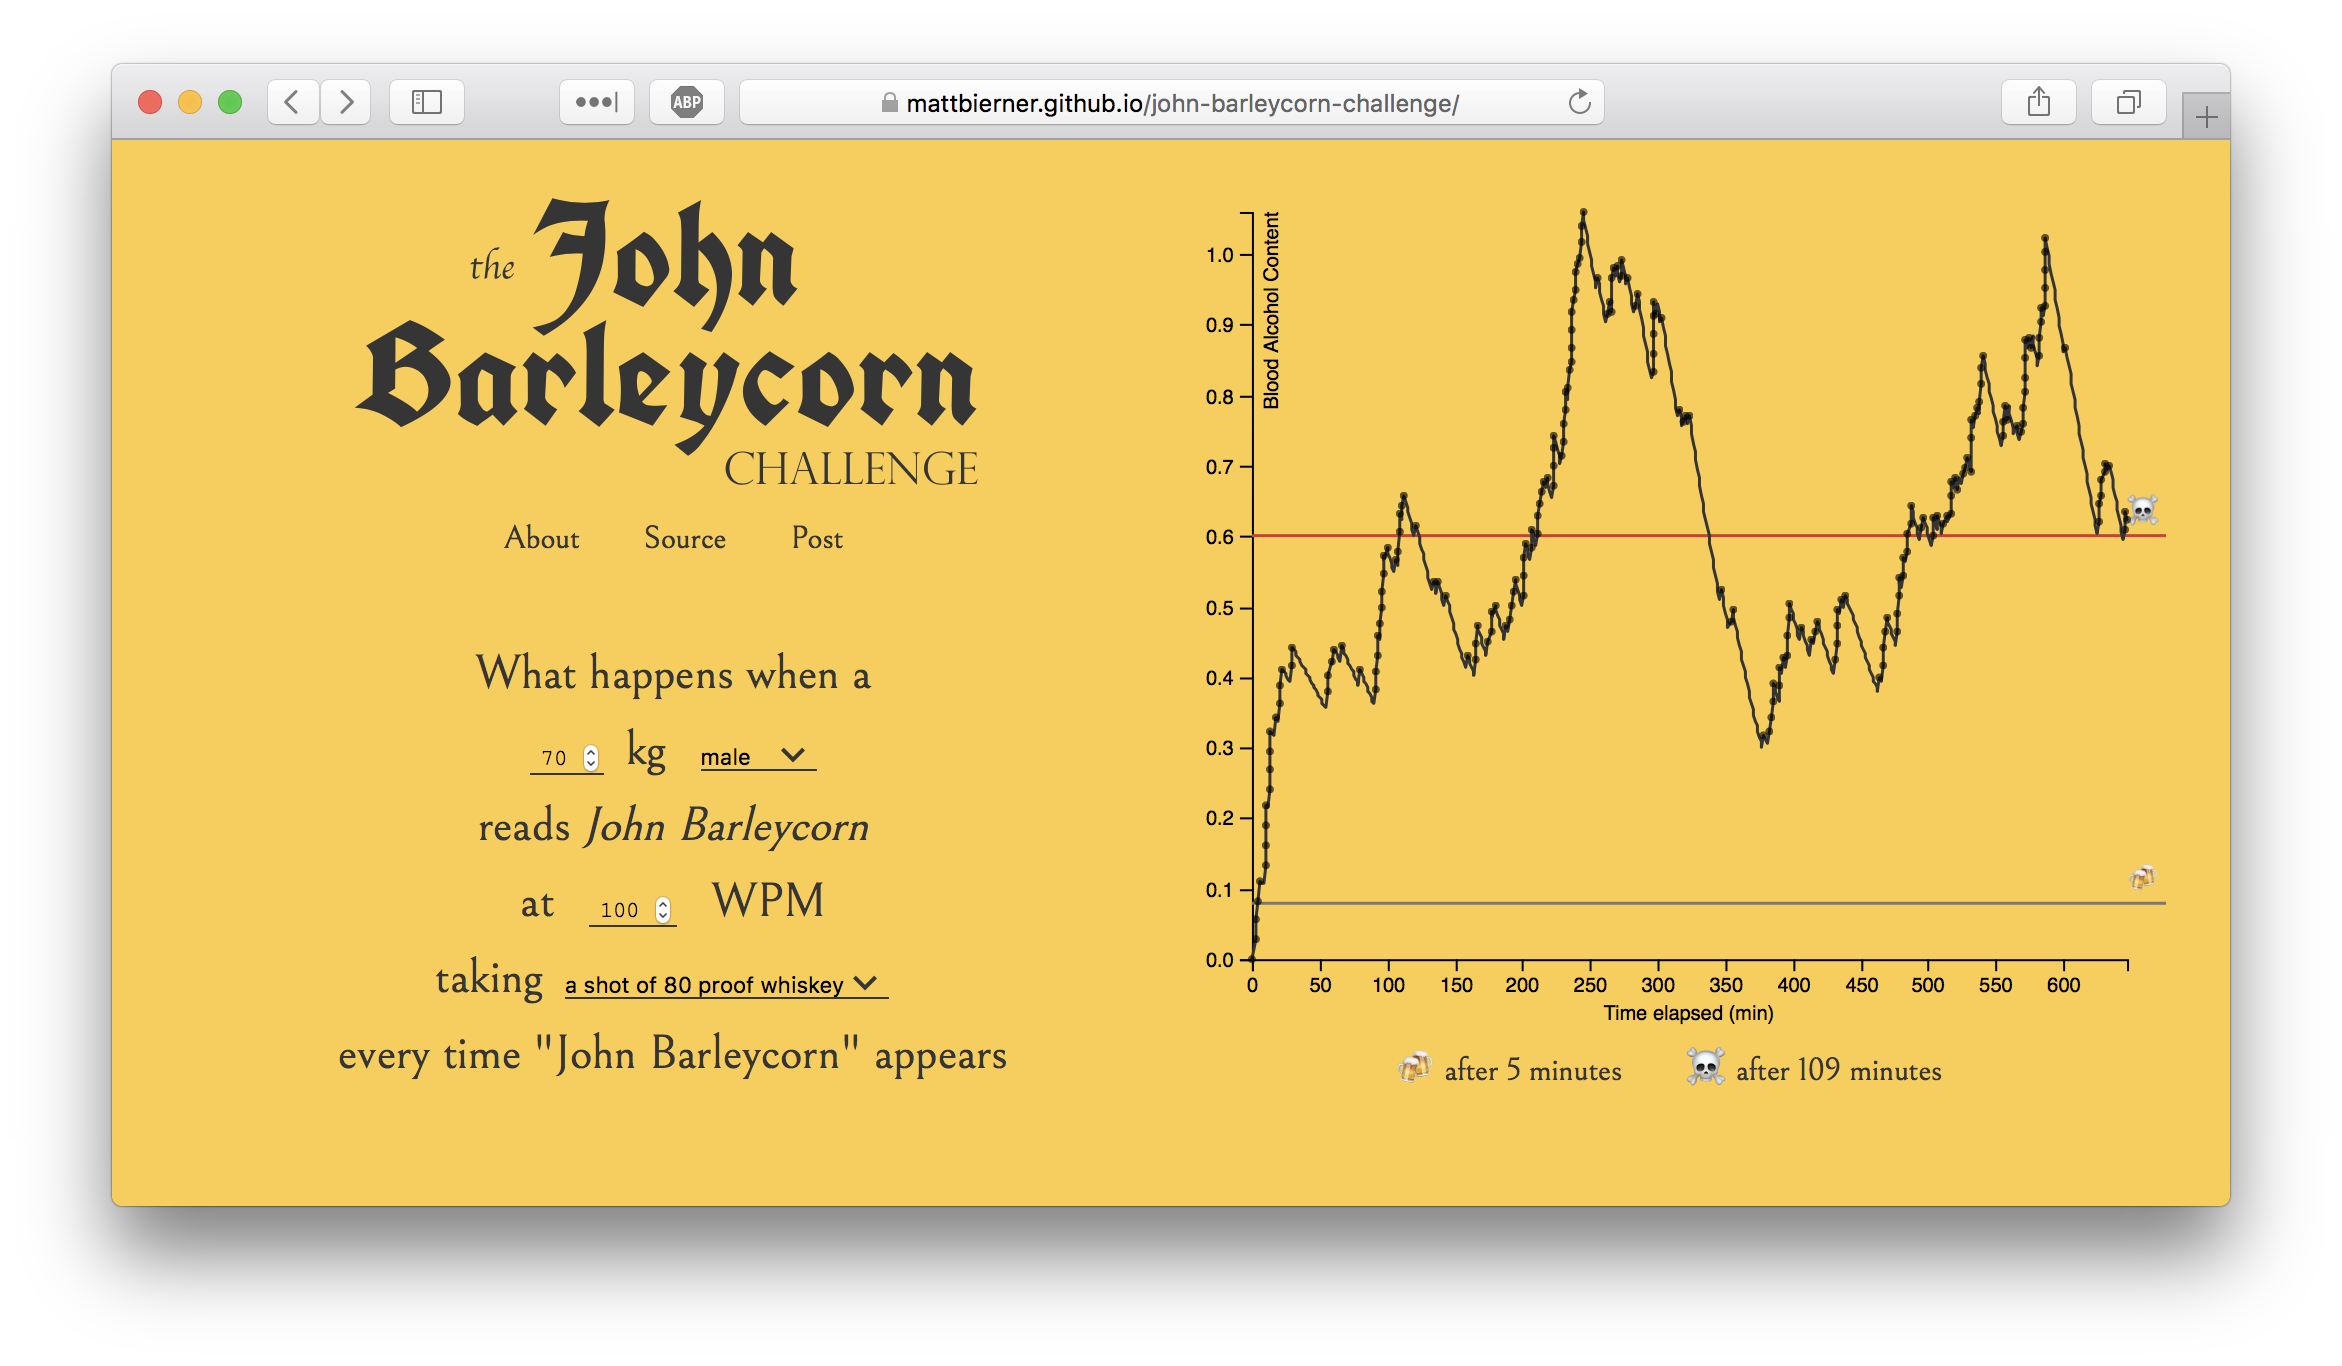 ABP
mattbierner.github.io/john-barleycorn-challenge/
the John
Barleycorn
CHALLENGE
About Source Post
What happens when a
70 kg male
reads John Barleycorn
at 100 WPM
taking a shot of 80 proof whiskey
every time "John Barleycorn" appears
Blood Alcohol Content
1.0
0.9
0.8
0.7
0.6
0.5
0.4
0.3
0.2
0.1
0.0
0 50 100 150 200 250 300 350 400 450 500 550 600
Time elapsed (min)
after 5 minutes after 109 minutes